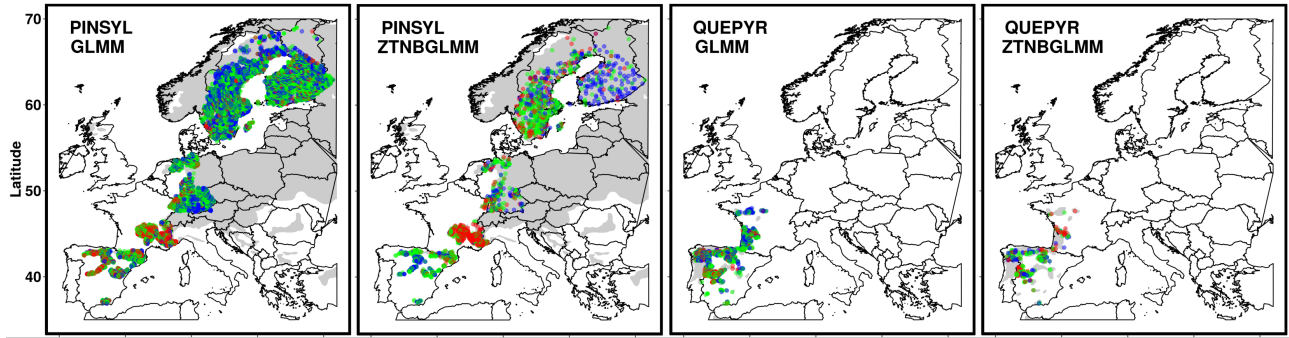 PINSYL
GLMM
PINSYL
ZTNBGLMM
QUEPYR
GLMM
QUEPYR
ZTNBGLMM
Latitude
70
60
50
40